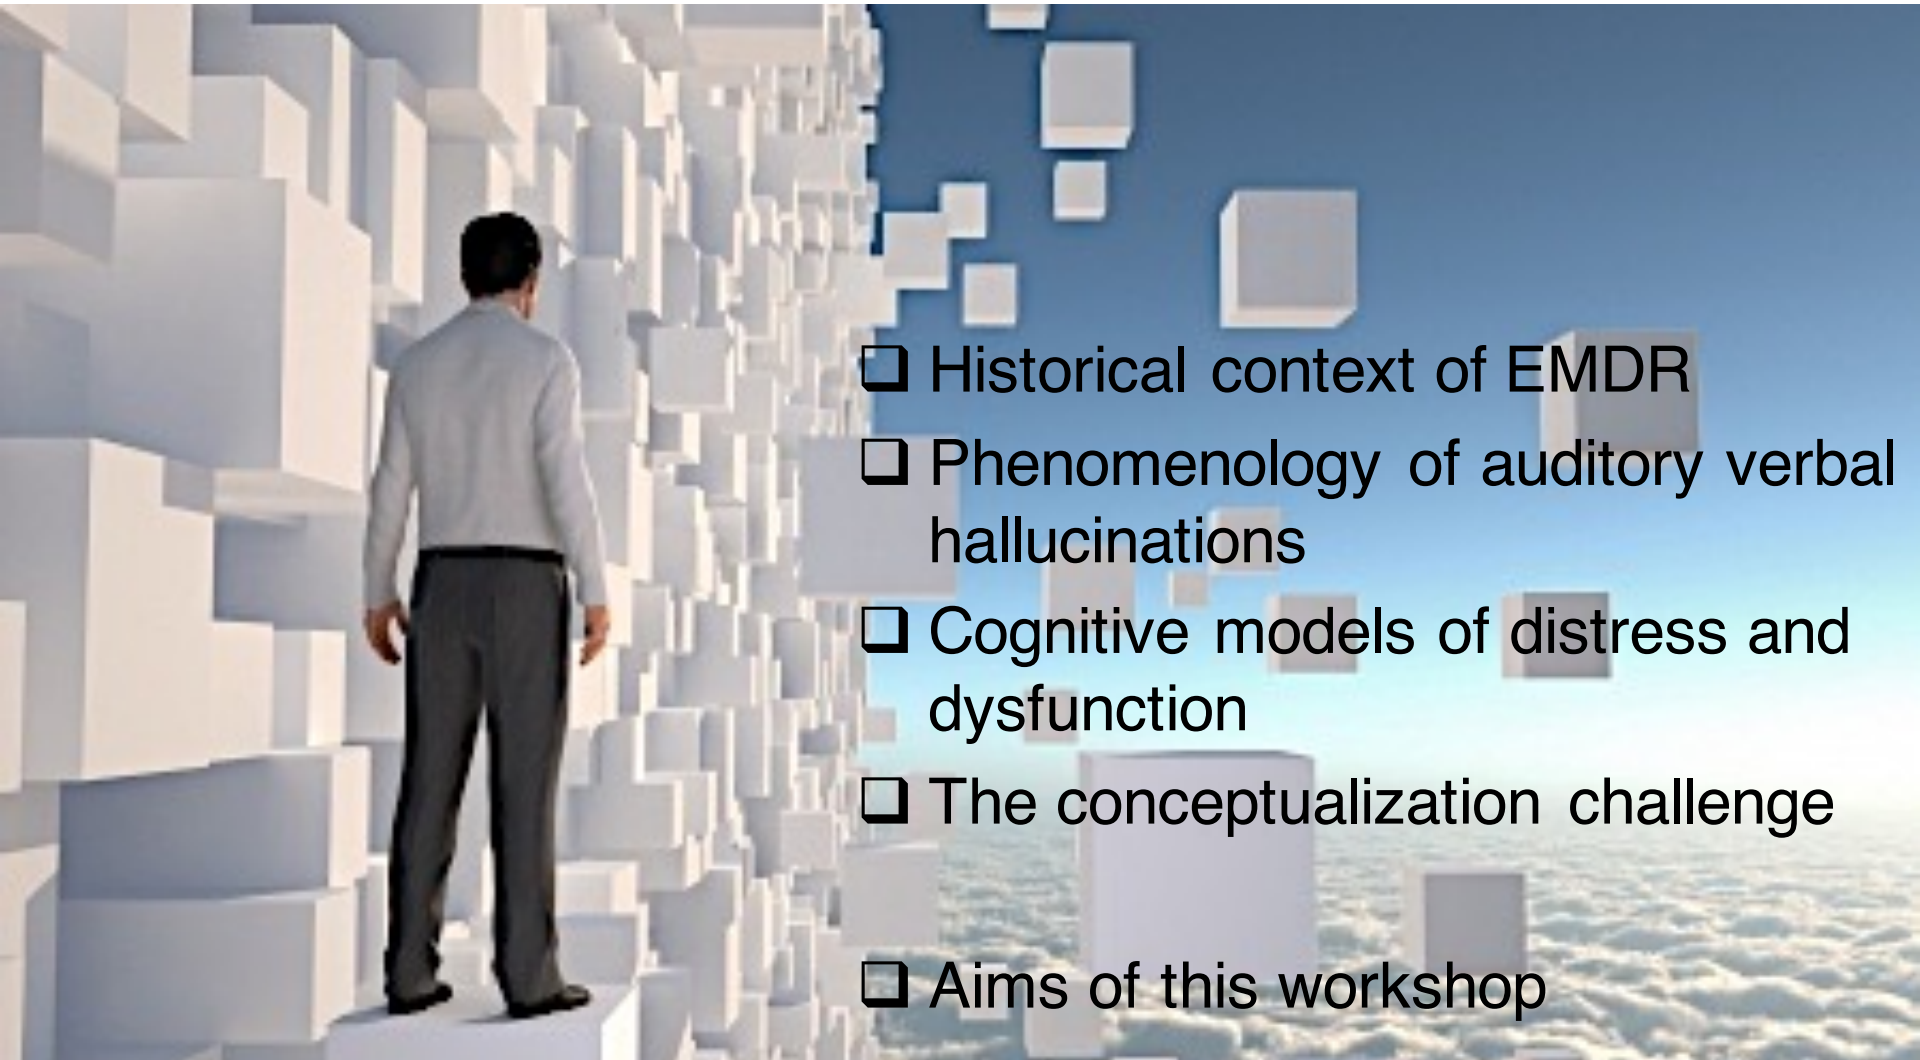 ❑ Historical context of EMDR
❑ Phenomenology of auditory verbal
hallucinations
❑ Cognitive models of distress and
dysfunction
❑ The conceptualization challenge
❑ Aims of this workshop